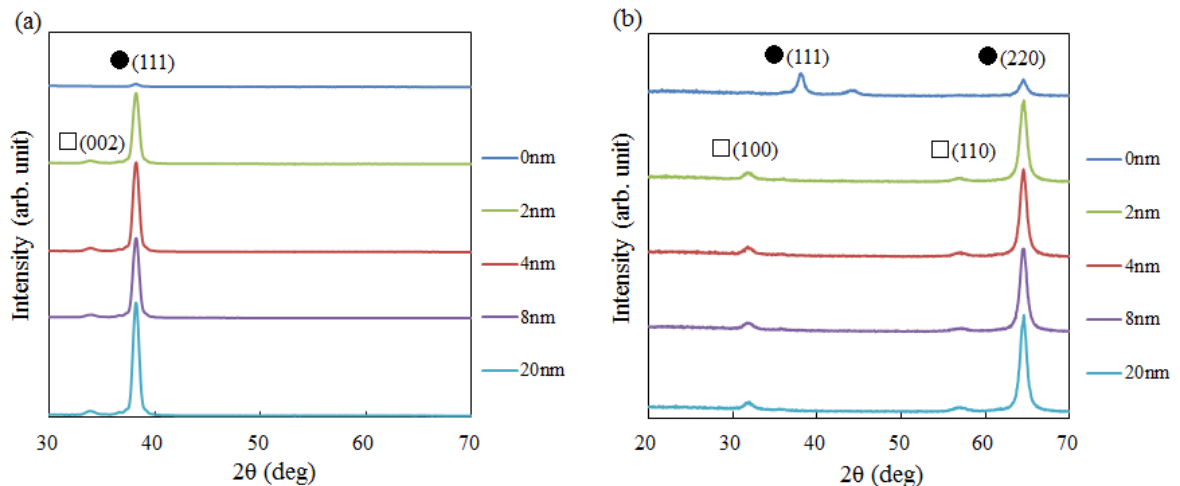 (a)
●(111)
□(002)
0nm
2nm
4nm
8nm
20nm
Intensity (arb. unit)
30 40 50 60 70
2θ (deg)
(b)
●(111) ●(220)
□(100) □(110)
0nm
2nm
4nm
8nm
20nm
Intensity (arb. unit)
20 30 40 50 60 70
2θ (deg)